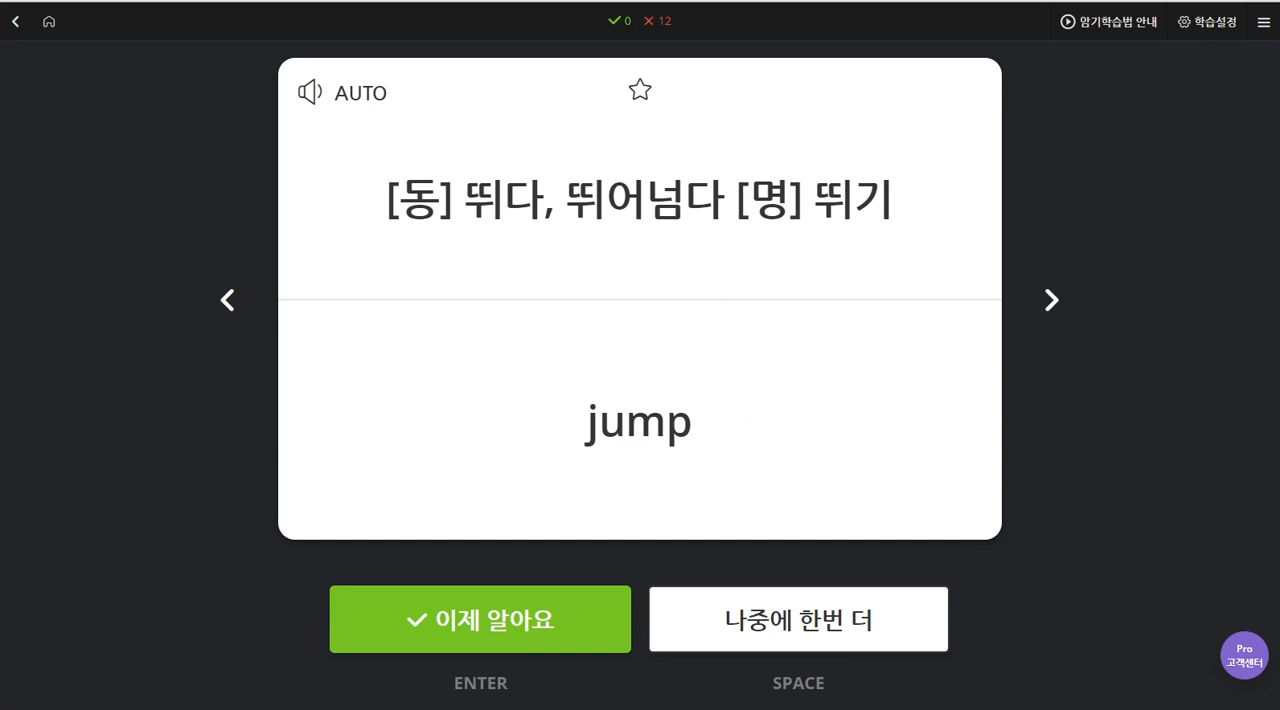 0 12 암기학습법 안내 학습설정
AUTO
[동] 뛰다, 뛰어넘다 [명] 뛰기
jump
이제 알아요 나중에 한번 더
ENTER SPACE
Pro
고객센터